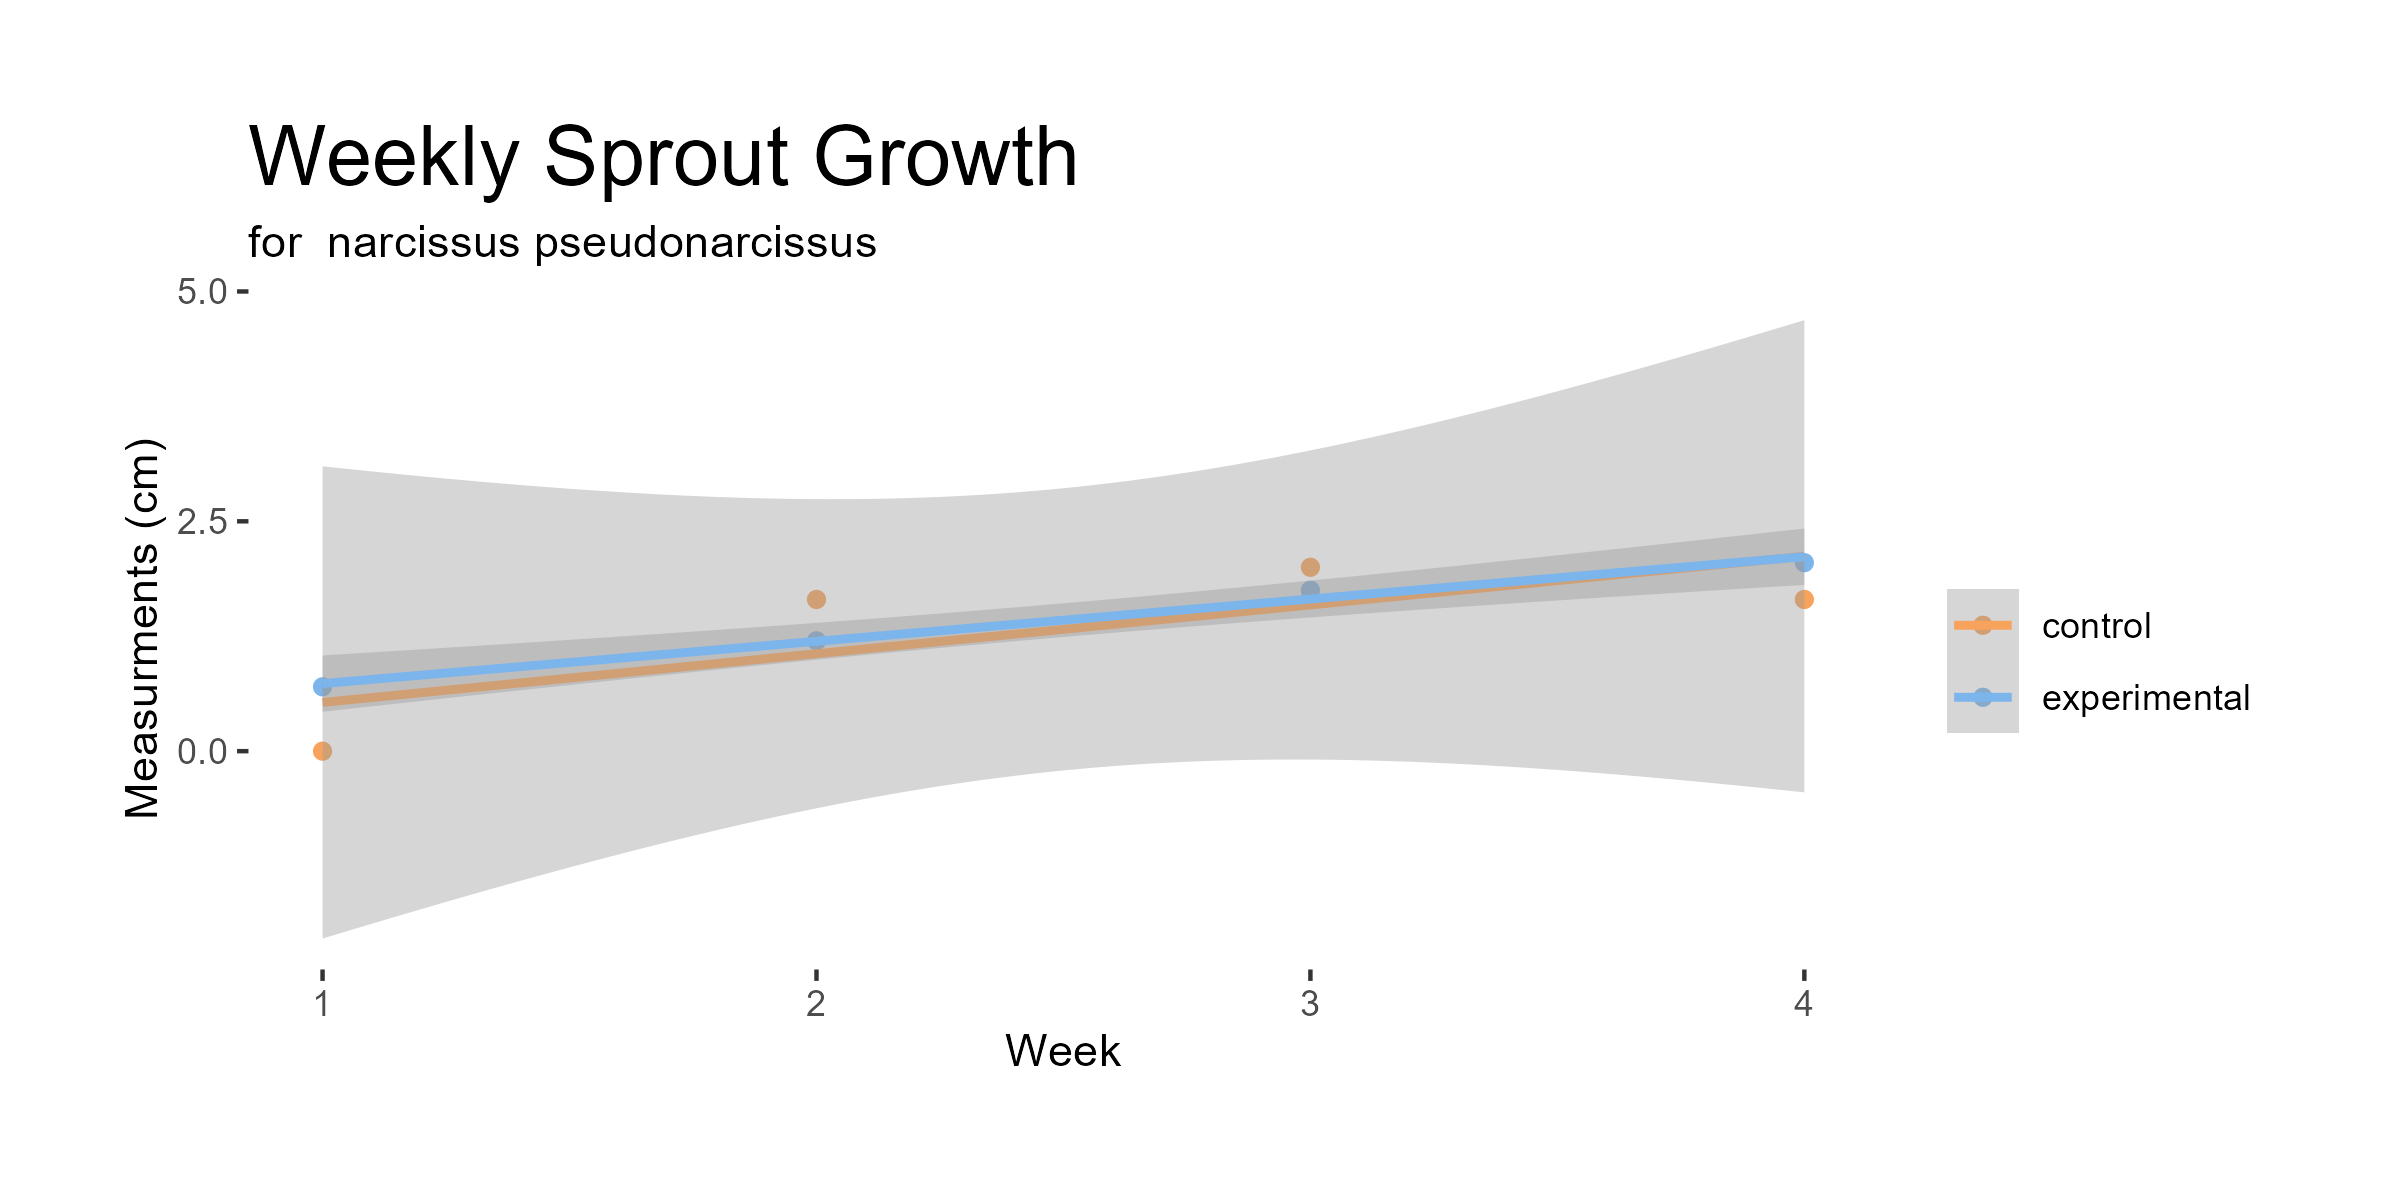 Weekly Sprout Growth
for  narcissus pseudonarcissus
5.0
2.5
0.0
Measurments (cm)
1 2 3 4
Week
control
experimental